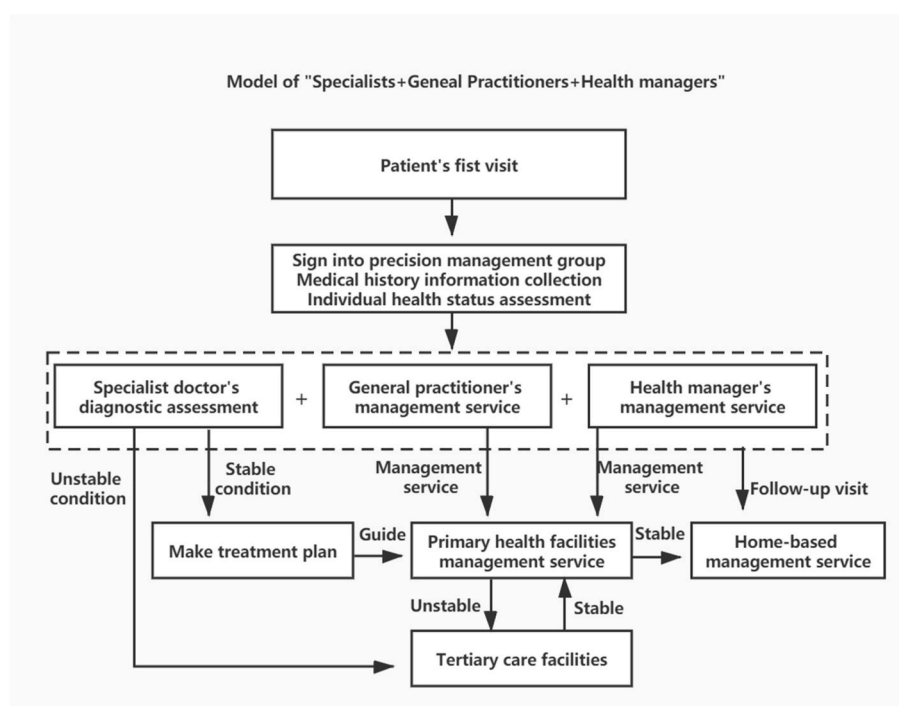 Model of "Specialists+Geneal Practitioners+Health managers"
Patient's fist visit
Sign into precision management group
Medical history information collection
Individual health status assessment
Specialist doctor's
diagnostic assessment
+
General practitioner's
management service
+
Health manager's
management service
Unstable
condition
Stable
condition
Management
service
Management
service
Follow-up visit
Make treatment plan
Guide
Primary health facilities
management service
Stable
Home-based
management service
Unstable
Stable
Tertiary care facilities